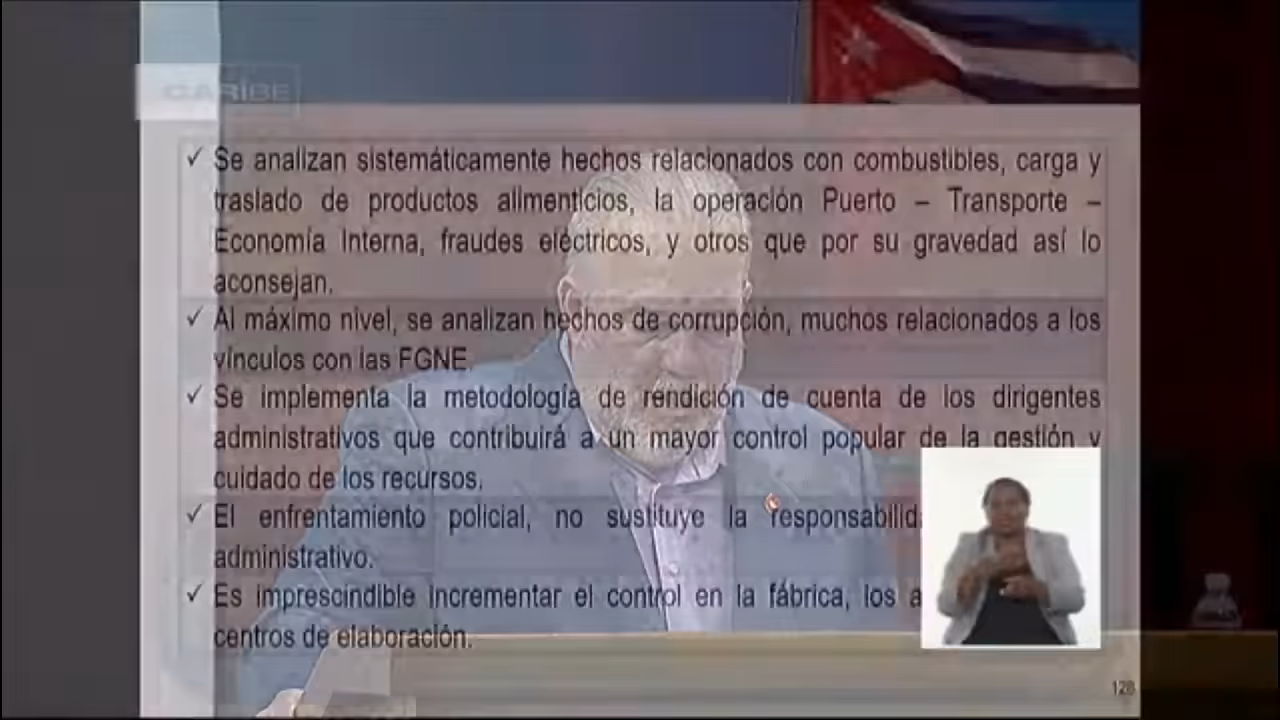 CARIBE
✓ Se analizan sistemáticamente hechos relacionados con combustibles, carga y
traslado de productos alimenticios, la operación Puerto – Transporte –
Economía Interna, fraudes eléctricos, y otros que por su gravedad así lo
aconsejan.
✓ Al máximo nivel, se analizan hechos de corrupción, muchos relacionados a los
vínculos con las FGNE.
✓ Se implementa la metodología de rendición de cuenta de los dirigentes
administrativos que contribuirá a un mayor control popular de la gestión y
cuidado de los recursos.
✓ El enfrentamiento policial, no sustituye la
administrativo.
✓ Es imprescindible incrementar el control en la fábrica, los
centros de elaboración.
128